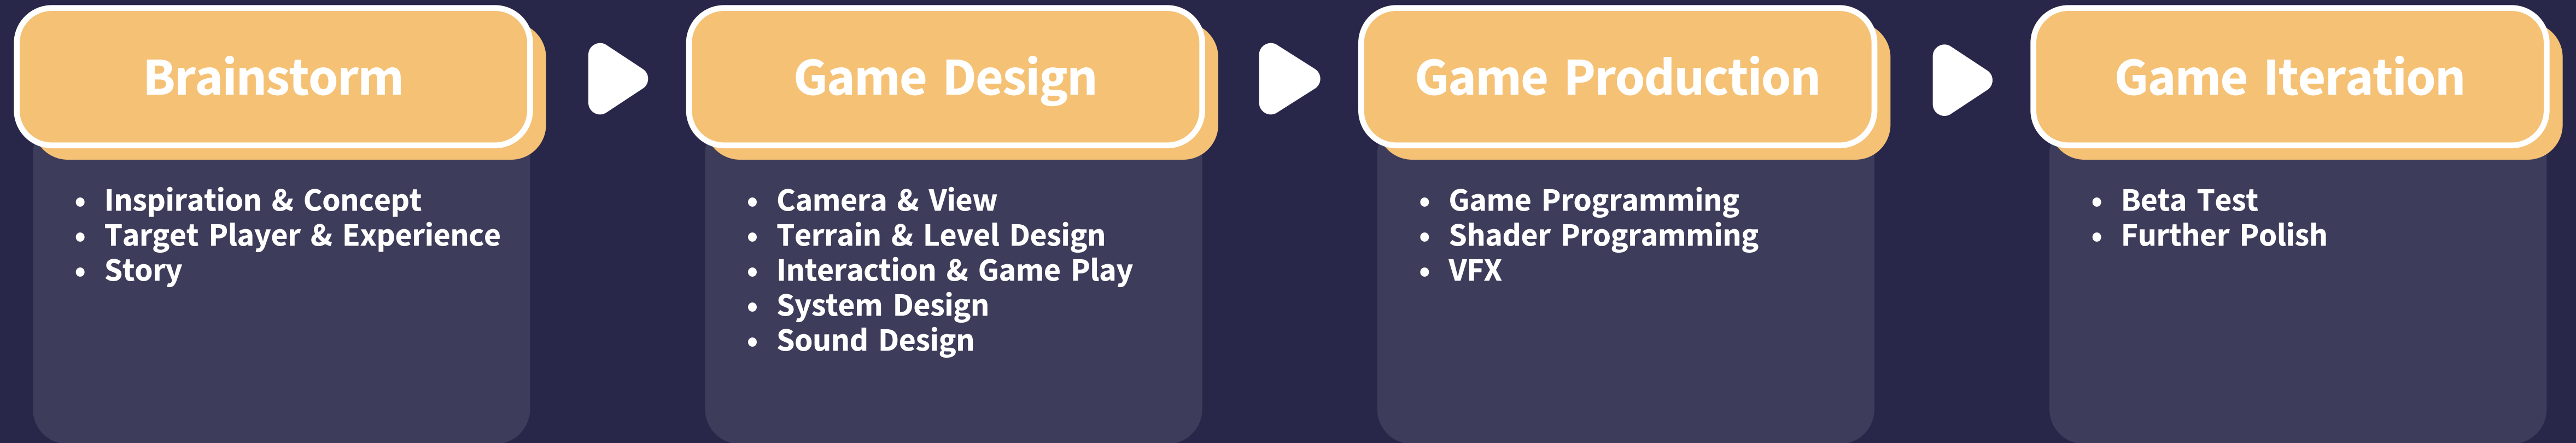 Brainstorm
• Inspiration & Concept
• Target Player & Experience
• Story
Game Design
• Camera & View
• Terrain & Level Design
• Interaction & Game Play
• System Design
• Sound Design
Game Production
• Game Programming
• Shader Programming
• VFX
Game Iteration
• Beta Test
• Further Polish